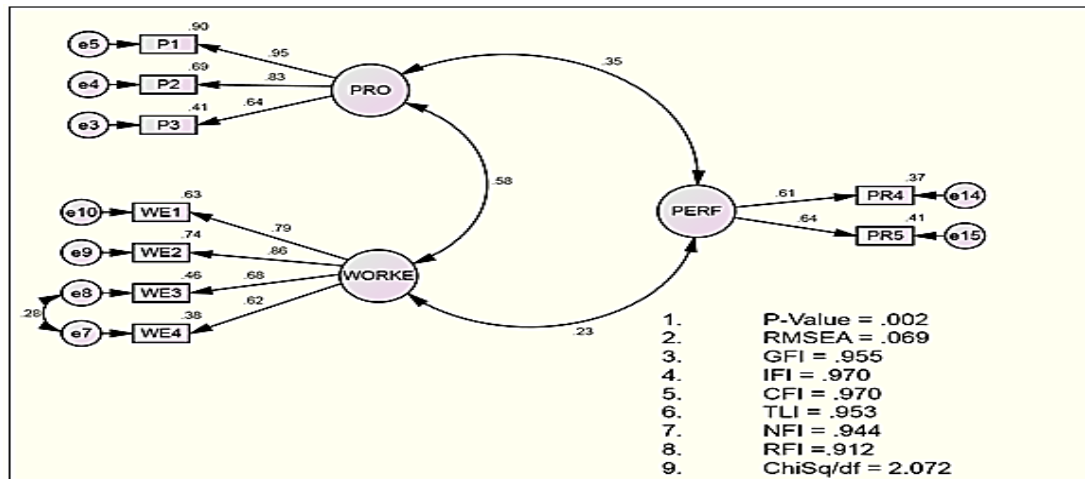 .90
e5 P1
.95
.69
e4 P2 .83
PRO
.35
.41
.64
e3 P3
.58
.63
e10 WE1
.79
.74
e9 WE2 .86
.46
e8 WE3 .68
WORKE
.28
.38
.62
e7 WE4
.23
PERF
.37
.61 PR4 e14
.41
.64 PR5 e15
1. P-Value = .002
2. RMSEA = .069
3. GFI = .955
4. IFI = .970
5. CFI = .970
6. TLI = .953
7. NFI = .944
8. RFI =.912
9. ChiSq/df = 2.072